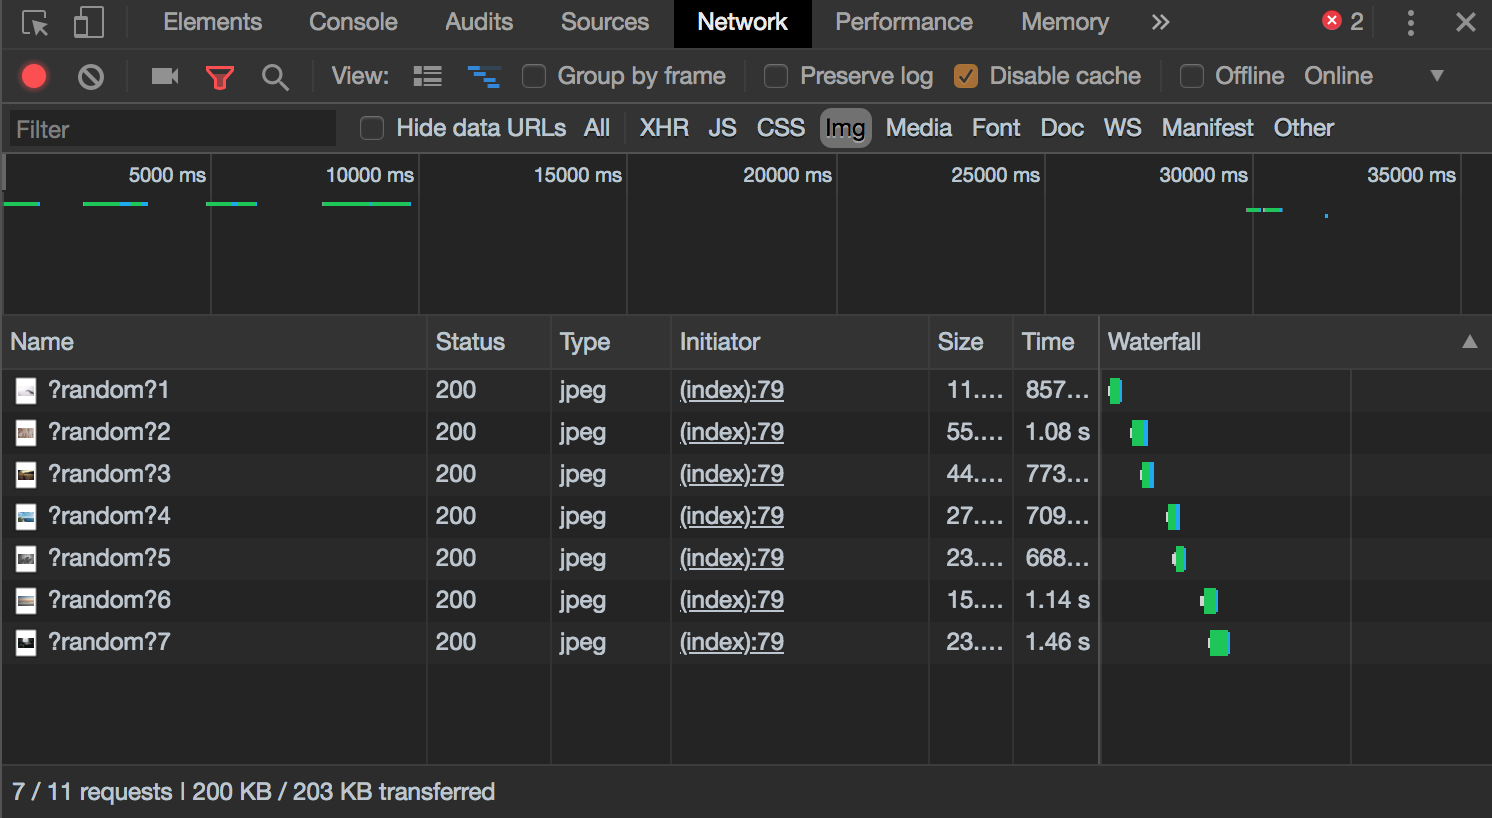 Elements Console Audits Sources Network Performance Memory » 2
View: Group by frame Preserve log Disable cache Offline Online
Filter Hide data URLs All XHR JS CSS Img Media Font Doc WS Manifest Other
5000 ms 10000 ms 15000 ms 20000 ms 25000 ms 30000 ms 35000 ms
Name Status Type Initiator Size Time Waterfall
?random?1 200 jpeg (index):79 11.... 857...
?random?2 200 jpeg (index):79 55.... 1.08 s
?random?3 200 jpeg (index):79 44.... 773...
?random?4 200 jpeg (index):79 27.... 709...
?random?5 200 jpeg (index):79 23.... 668...
?random?6 200 jpeg (index):79 15.... 1.14 s
?random?7 200 jpeg (index):79 23.... 1.46 s
7 / 11 requests | 200 KB / 203 KB transferred